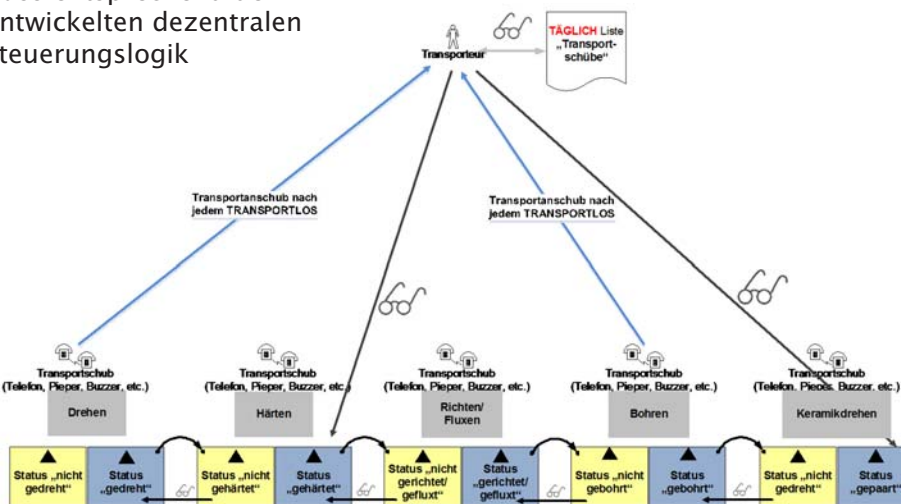 entwickelten dezentralen
teuerungslogik
TÄGLICH Liste
„Transport-
schübe“
Transporteur
Transportanschub nach
jedem TRANSPORTLOS
Transportanschub nach
jedem TRANSPORTLOS
Transportschub
(Telefon, Pieper, Buzzer, etc.)
Drehen
Transportschub
(Telefon, Pieper, Buzzer, etc.)
Härten
Transportschub
(Telefon, Pieper, Buzzer, etc.)
Richten/
Fluxen
Transportschub
(Telefon, Pieper, Buzzer, etc.)
Bohren
Transportschub
(Telefon, Pieper, Buzzer, etc.)
Keramikdrehen
Status „nicht
gedreht“
Status
„gedreht“
Status „nicht
gehärtet“
Status
„gehärtet“
Status „nicht
gerichtet/
gefluxt“
Status
„gerichtet/
gefluxt“
Status „nicht
gebohrt“
Status
„gebohrt“
Status „nicht
gedreht“
Status
„gepaart“